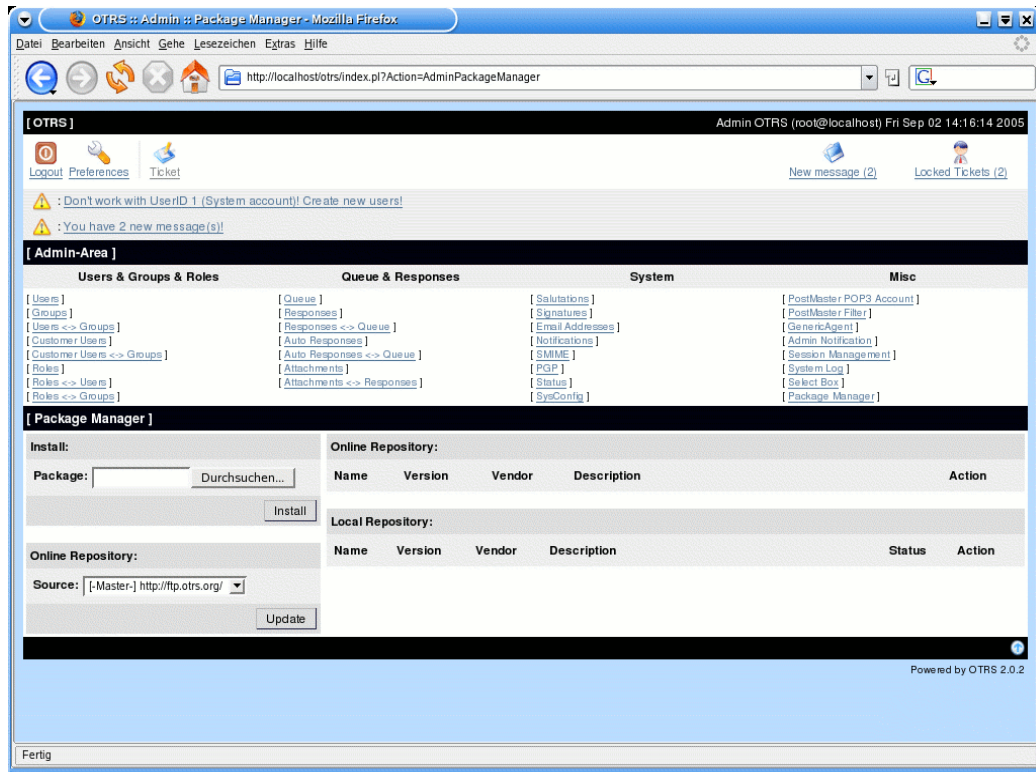 OTRS :: Admin :: Package Manager - Mozilla Firefox
Datei Bearbeiten Ansicht Gehe Lesezeichen Extras Hilfe
http://localhost/otrs/index.pl?Action=AdminPackageManager
G
[ OTRS ] Admin OTRS (root@localhost) Fri Sep 02 14:16:14 2005
Logout Preferences Ticket New message (2) Locked Tickets (2)
: Don't work with UserID 1 (System account)! Create new users!
: You have 2 new message(s)!
[ Admin-Area ]
Users & Groups & Roles Queue & Responses System Misc
[ Users ] [ Queue ] [ Salutations ] [ PostMaster POP3 Account ]
[ Groups ] [ Responses ] [ Signatures ] [ PostMaster Filter ]
[ Users <-> Groups ] [ Responses <-> Queue ] [ Email Addresses ] [ GenericAgent ]
[ Customer Users ] [ Auto Responses ] [ Notifications ] [ Admin Notification ]
[ Customer Users <-> Groups ] [ Auto Responses <-> Queue ] [ SMIME ] [ Session Management ]
[ Roles ] [ Attachments ] [ PGP ] [ System Log ]
[ Roles <-> Users ] [ Attachments <-> Responses ] [ Status ] [ Select Box ]
[ Roles <-> Groups ] [ SysConfig ] [ Package Manager ]
[ Package Manager ]
Install:
Package: Durchsuchen...
Install
Online Repository:
Source: [-Master-] http://ftp.otrs.org/
Update
Online Repository:
Name Version Vendor Description Action
Local Repository:
Name Version Vendor Description Status Action
Powered by OTRS 2.0.2
Fertig